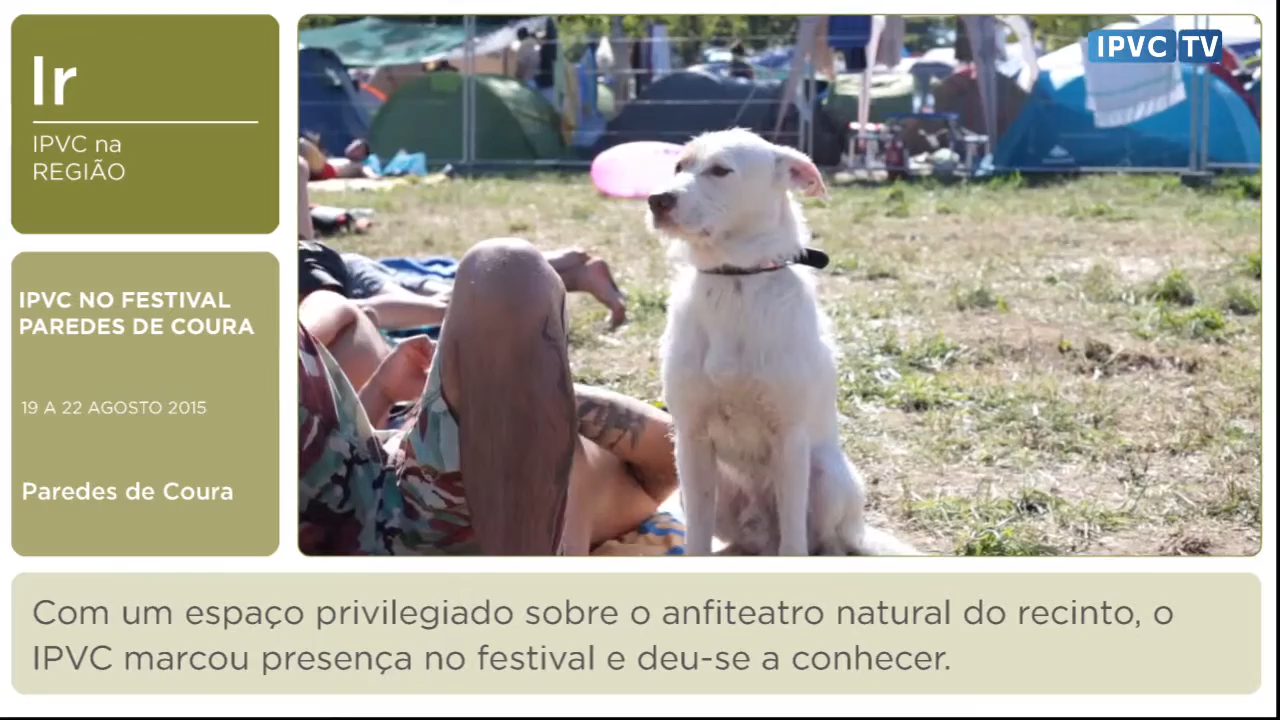 Ir
IPVC na
REGIÃO
IPVC TV
IPVC NO FESTIVAL
PAREDES DE COURA
19 A 22 AGOSTO 2015
Paredes de Coura
Com um espaço privilegiado sobre o anfiteatro natural do recinto, o
IPVC marcou presença no festival e deu-se a conhecer.